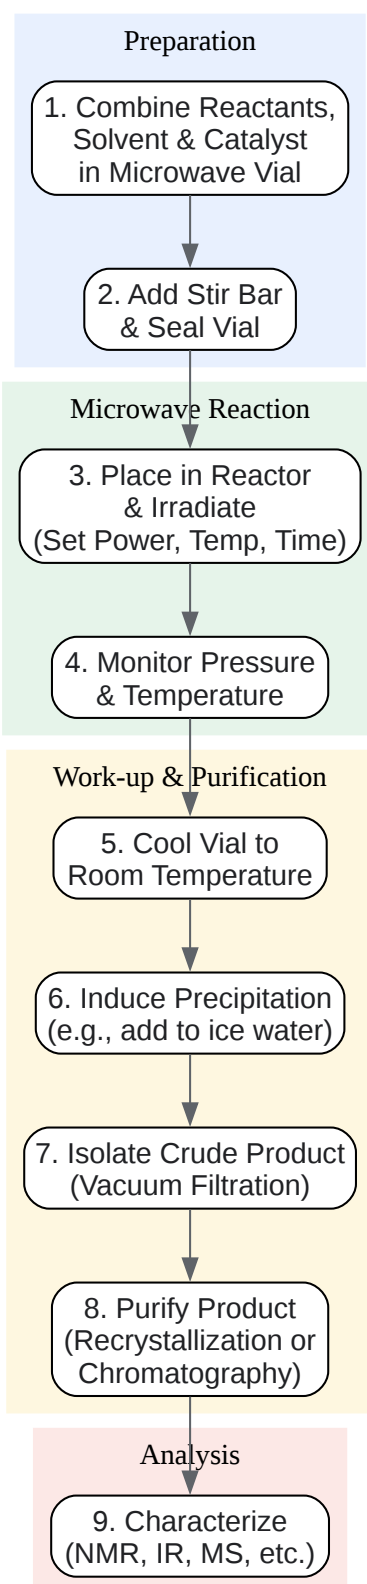 Preparation
1. Combine Reactants,
Solvent & Catalyst
in Microwave Vial
2. Add Stir Bar
& Seal Vial
Microwave Reaction
3. Place in Reactor
& Irradiate
(Set Power, Temp, Time)
4. Monitor Pressure
& Temperature
Work-up & Purification
5. Cool Vial to
Room Temperature
6. Induce Precipitation
(e.g., add to ice water)
7. Isolate Crude Product
(Vacuum Filtration)
8. Purify Product
(Recrystallization or
Chromatography)
Analysis
9. Characterize
(NMR, IR, MS, etc.)